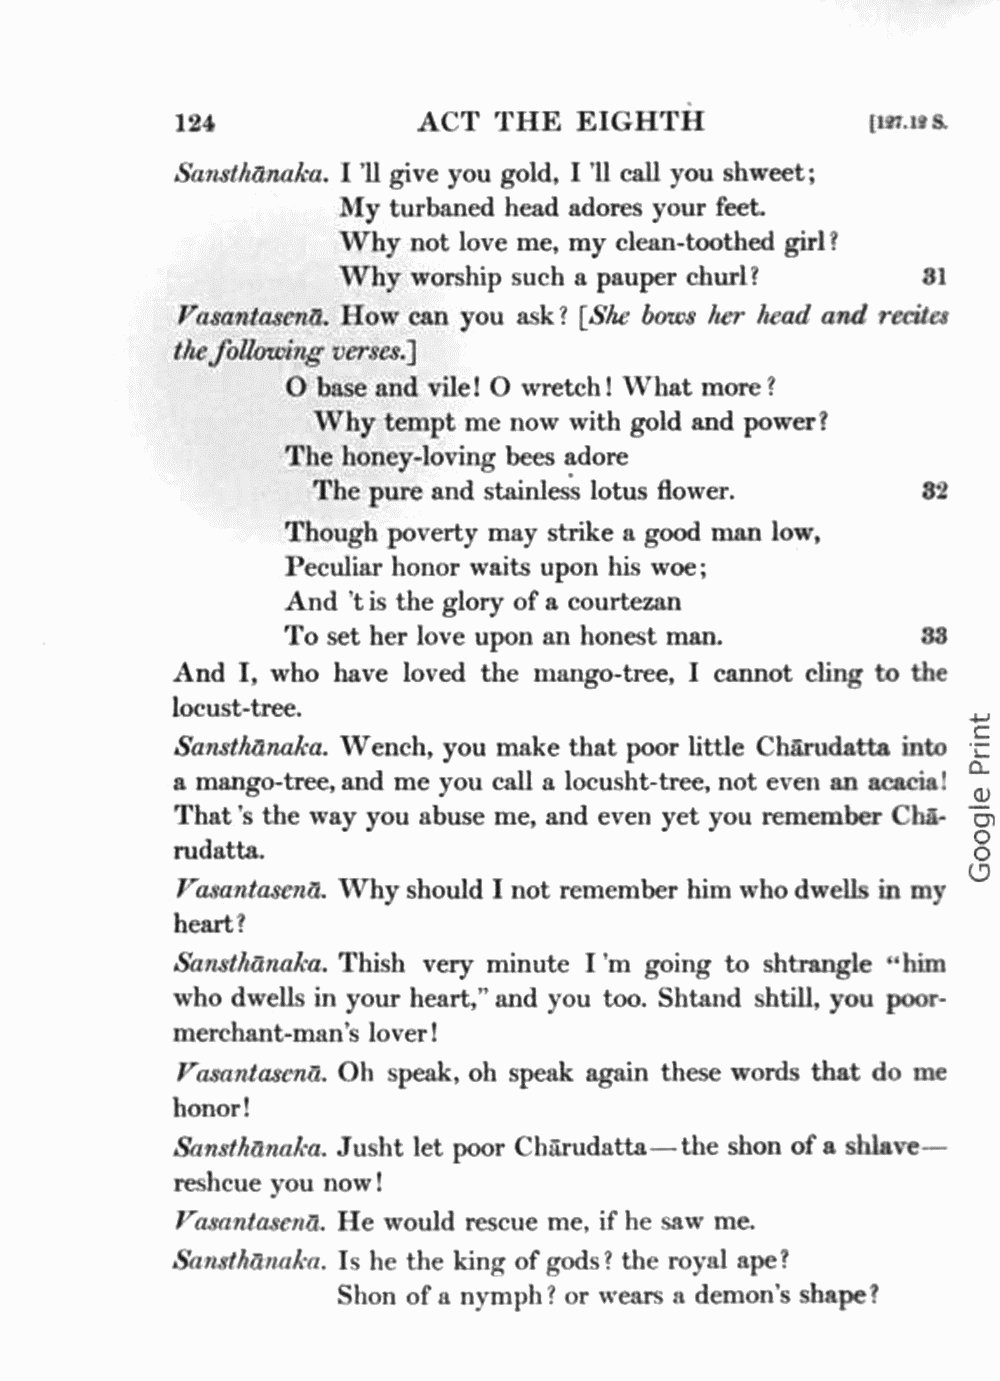 124 ACT THE EIGHTH [127.12 S.
Sansthānaka. I 'll give you gold, I 'll call you shweet;
My turbaned head adores your feet.
Why not love me, my clean-toothed girl?
Why worship such a pauper churl? 31
Vasantasenā. How can you ask? [She bows her head and recites
the following verses.]
O base and vile! O wretch! What more?
Why tempt me now with gold and power?
The honey-loving bees adore
The pure and stainless lotus flower. 32
Though poverty may strike a good man low,
Peculiar honor waits upon his woe;
And 't is the glory of a courtezan
To set her love upon an honest man. 33
And I, who have loved the mango-tree, I cannot cling to the
locust-tree.
Sansthānaka. Wench, you make that poor little Chārudatta into
a mango-tree, and me you call a locusht-tree, not even an acacia!
That 's the way you abuse me, and even yet you remember Chā-
rudatta.
Vasantasenā. Why should I not remember him who dwells in my
heart?
Sansthānaka. Thish very minute I 'm going to shtrangle “him
who dwells in your heart,” and you too. Shtand shtill, you poor-
merchant-man's lover!
Vasantasenā. Oh speak, oh speak again these words that do me
honor!
Sansthānaka. Jusht let poor Chārudatta—the shon of a shlave—
reshcue you now!
Vasantasenā. He would rescue me, if he saw me.
Sansthānaka. Is he the king of gods? the royal ape?
Shon of a nymph? or wears a demon's shape?
Google Print